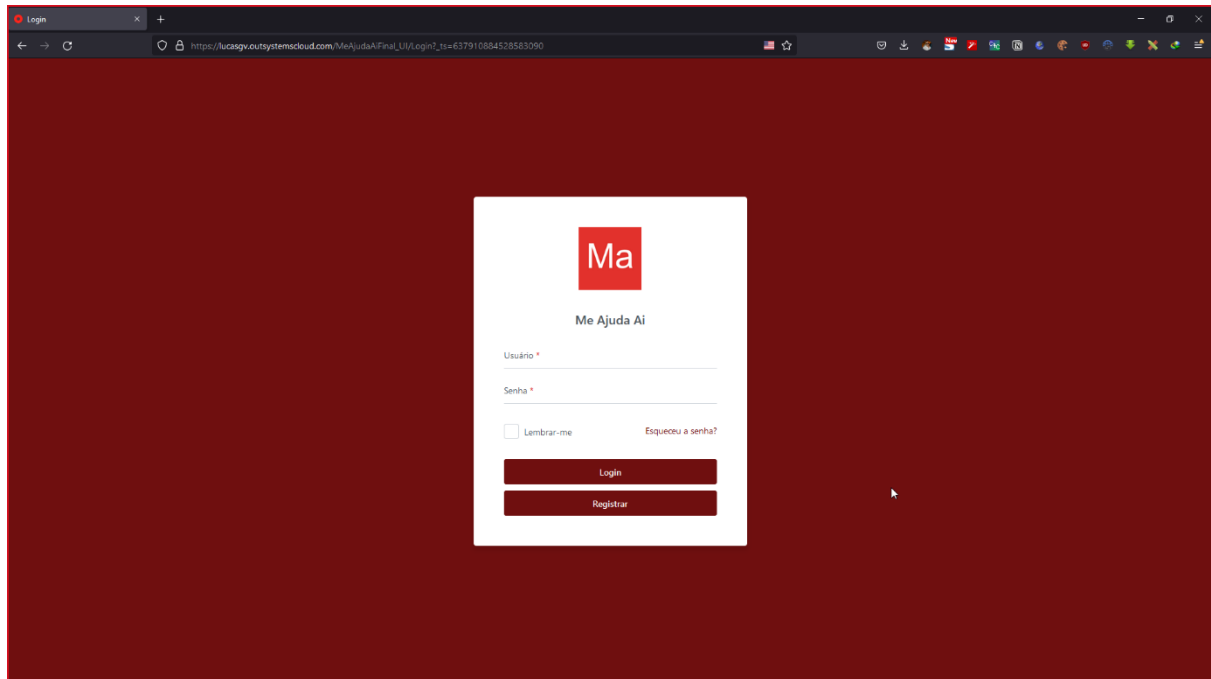 Login
https://lucasgv.outsystemscloud.com/MeAjudaAiFinal_UI/Login?_ts=637910884528583090
New
Ma
Me Ajuda Ai
Usuário *
Senha *
Lembrar-me
Esqueceu a senha?
Login
Registrar